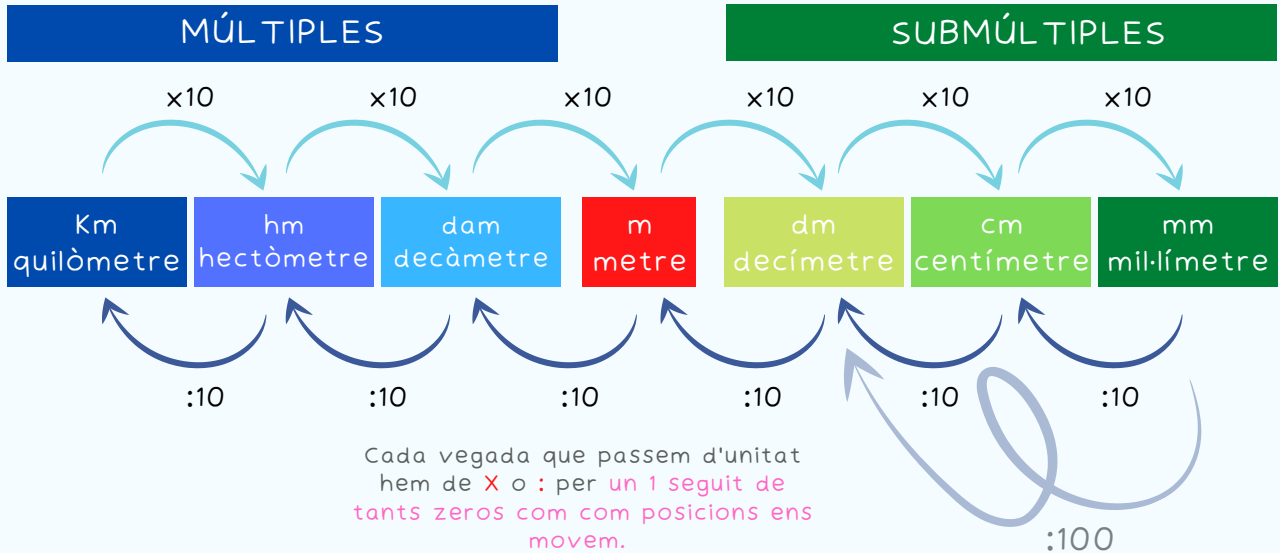 MÚLTIPLES
SUBMÚLTIPLES
x10
x10
x10
x10
x10
x10
Km
quilòmetre
hm
hectòmetre
dam
decàmetre
m
metre
dm
decímetre
cm
centímetre
mm
mil·límetre
:10
:10
:10
:10
:10
:10
Cada vegada que passem d'unitat
hem de X o : per un 1 seguit de
tants zeros com com posicions ens
movem.
:100